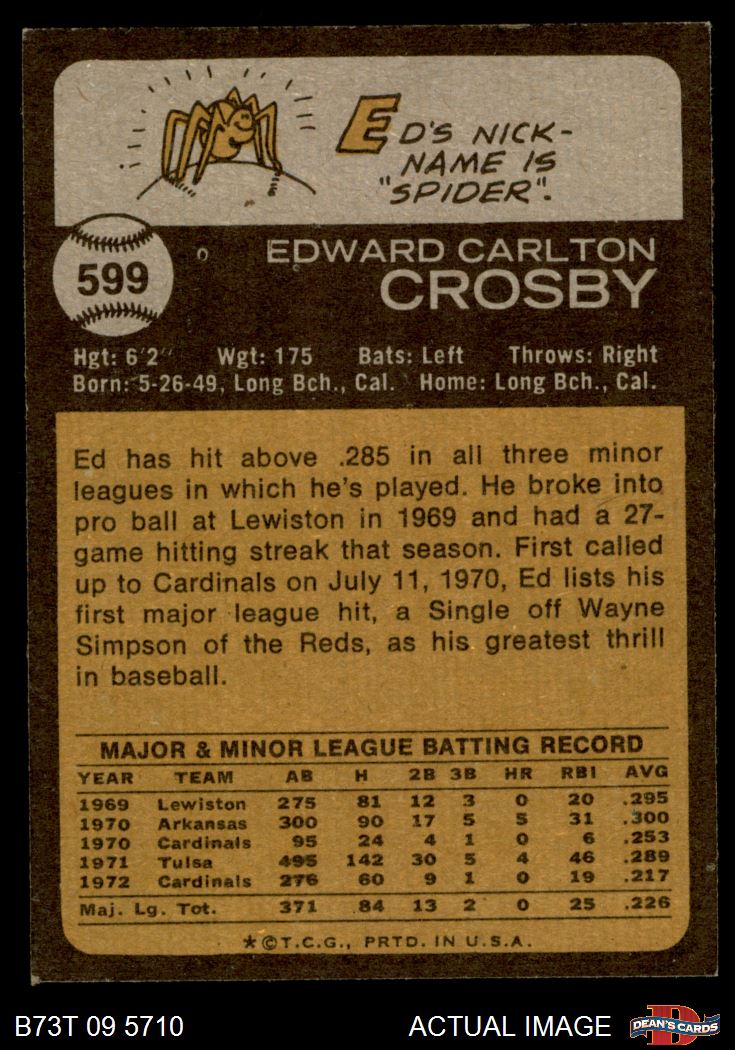 ED'S NICK-
NAME IS
"SPIDER".
599
EDWARD CARLTON
CROSBY
Hgt: 6'2" Wgt: 175 Bats: Left Throws: Right
Born: 5-26-49, Long Bch., Cal. Home: Long Bch., Cal.
Ed has hit above .285 in all three minor
leagues in which he's played. He broke into
pro ball at Lewiston in 1969 and had a 27-
game hitting streak that season. First called
up to Cardinals on July 11, 1970, Ed lists his
first major league hit, a Single off Wayne
Simpson of the Reds, as his greatest thrill
in baseball.
MAJOR & MINOR LEAGUE BATTING RECORD
YEAR TEAM AB H 2B 3B HR RBI AVG
1969 Lewiston 275 81 12 3 0 20 .295
1970 Arkansas 300 90 17 5 5 31 .300
1970 Cardinals 95 24 4 1 0 6 .253
1971 Tulsa 495 142 30 5 4 46 .289
1972 Cardinals 276 60 9 1 0 19 .217
Maj. Lg. Tot. 371 84 13 2 0 25 .226
★©T.C.G., PRTD. IN U.S.A.
B73T 09 5710 ACTUAL IMAGE D DEAN'S CARDS